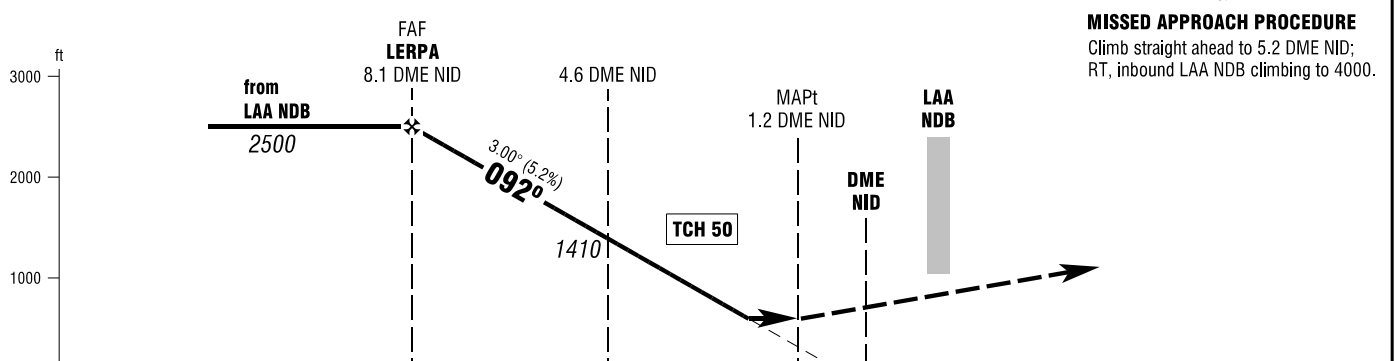 MISSED APPROACH PROCEDURE
Climb straight ahead to 5.2 DME NID;
RT, inbound LAA NDB climbing to 4000.
ft
3000
2000
1000
from
LAA NDB
2500
FAF
LERPA
8.1 DME NID
3.00° (5.2%)
092º
4.6 DME NID
1410
TCH 50
MAPt
1.2 DME NID
DME
NID
LAA
NDB